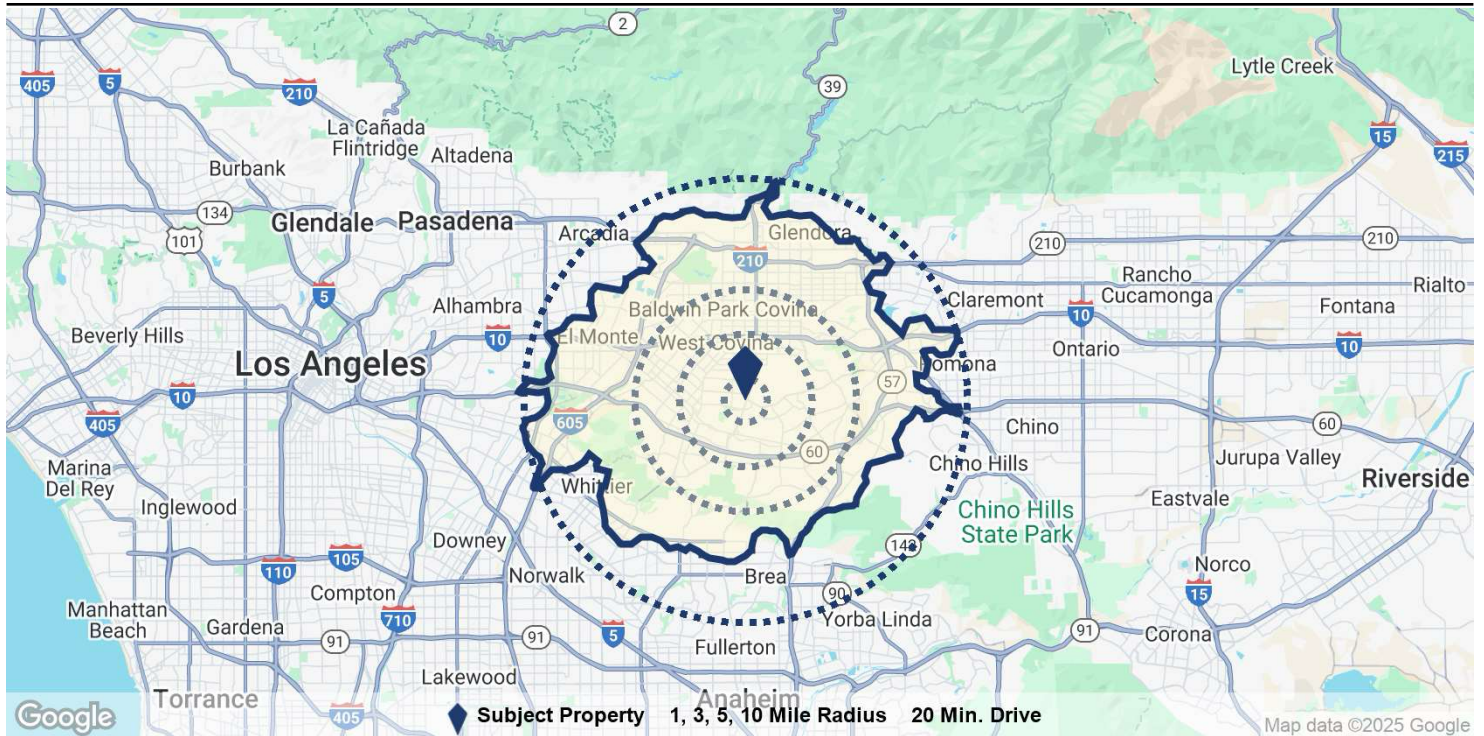 2
Lytle Creek
405
5
210
39
15
215
La Cañada
Flintridge
Altadena
Burbank
134
Glendale
Pasadena
Arcadia
Glendora
210
210
210
101
5
Alhambra
Baldwin Park
Covina
Claremont
Rancho
Cucamonga
Rialto
Fontana
10
Beverly Hills
10
El Monte
West Covina
Ontario
10
Los Angeles
Pomona
57
10
605
405
60
Chino
60
Marina
Del Rey
Whittier
Chino Hills
Jurupa Valley
Riverside
Inglewood
Eastvale
Chino Hills
State Park
Downey
142
105
110
Norwalk
Brea
Norco
Compton
90
15
Manhattan
Beach
710
Yorba Linda
Gardena
91
91
5
91
Corona
Fullerton
Lakewood
Torrance
Anaheim
405
Google
Subject Property 1, 3, 5, 10 Mile Radius 20 Min. Drive
Map data ©2025 Google